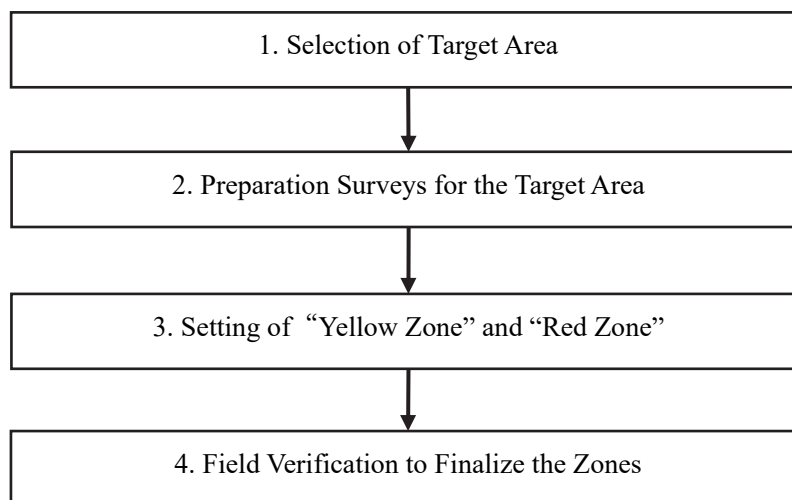 1. Selection of Target Area
2. Preparation Surveys for the Target Area
3. Setting of “Yellow Zone” and “Red Zone”
4. Field Verification to Finalize the Zones